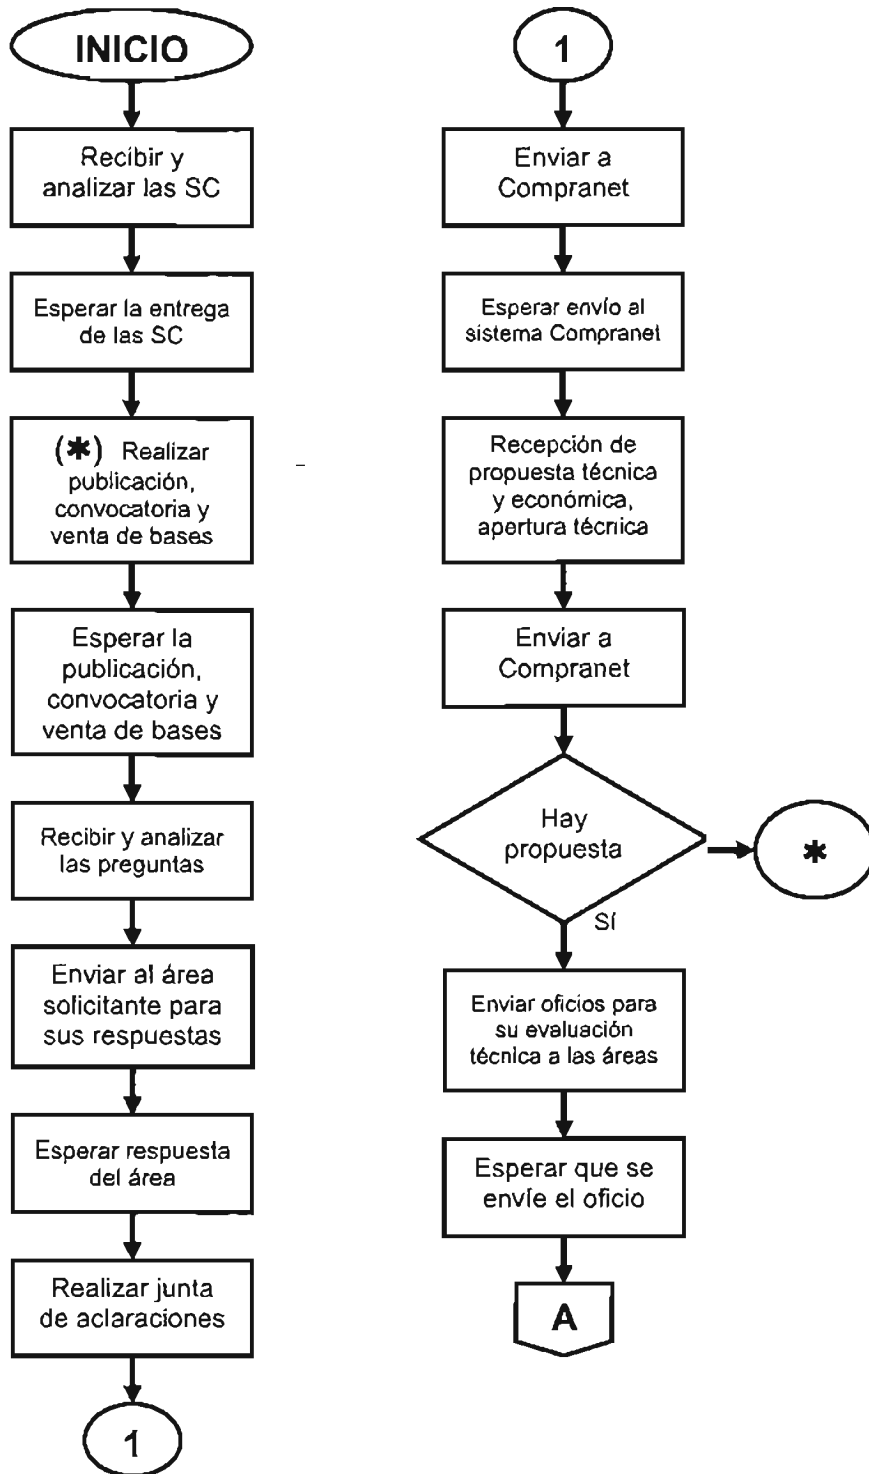 INICIO
Recibir y
analizar las SC
Esperar la entrega
de las SC
(*) Realizar
publicación,
convocatoria y
venta de bases
Esperar la
publicación,
convocatoria y
venta de bases
Recibir y analizar
las preguntas
Enviar al área
solicitante para
sus respuestas
Esperar respuesta
del área
Realizar junta
de aclaraciones
1
1
Enviar a
Compranet
Esperar envío al
sistema Compranet
Recepción de
propuesta técnica
y económica,
apertura técnica
Enviar a
Compranet
Hay
propuesta
*
Sí
Enviar oficios para
su evaluación
técnica a las áreas
Esperar que se
envíe el oficio
A